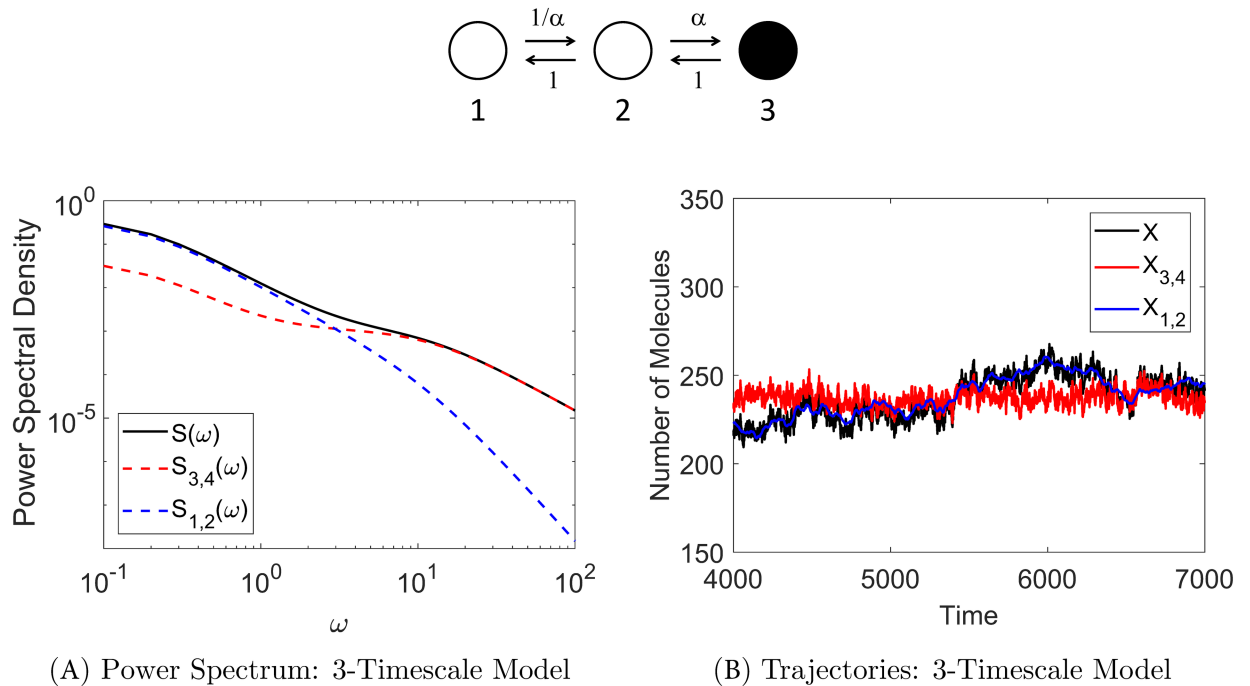 1/α α
1 1
1 2 3
Power Spectral Density
10^0
10^-5
S(ω)
S_3,4(ω)
S_1,2(ω)
10^-1 10^0 10^1 10^2
ω
(A) Power Spectrum: 3-Timescale Model
Number of Molecules
350
300
250
200
150
X
X_3,4
X_1,2
4000 5000 6000 7000
Time
(B) Trajectories: 3-Timescale Model